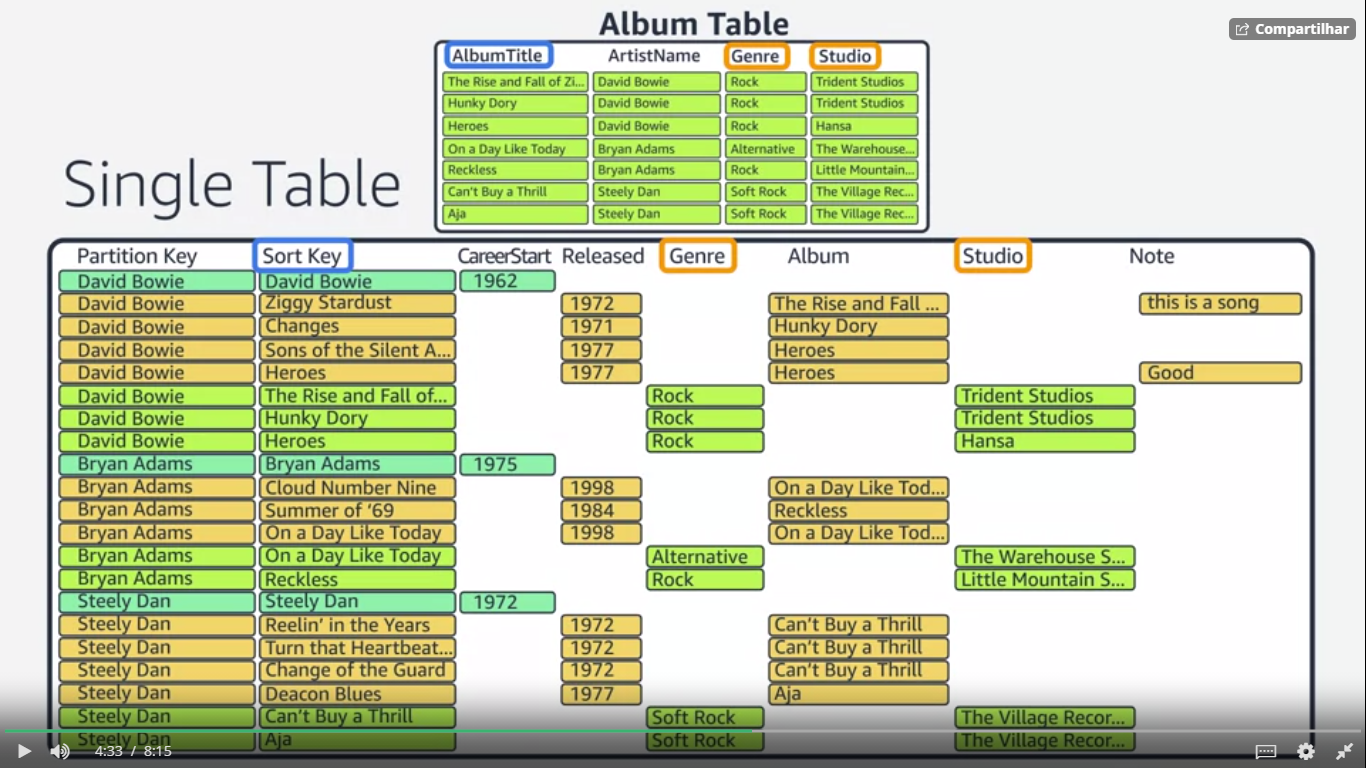 Album Table
Compartilhar
AlbumTitle ArtistName Genre Studio
The Rise and Fall of Zi... David Bowie Rock Trident Studios
Hunky Dory David Bowie Rock Trident Studios
Heroes David Bowie Rock Hansa
On a Day Like Today Bryan Adams Alternative The Warehouse...
Reckless Bryan Adams Rock Little Mountain...
Can't Buy a Thrill Steely Dan Soft Rock The Village Rec...
Aja Steely Dan Soft Rock The Village Rec...
Single Table
Partition Key Sort Key CareerStart Released Genre Album Studio Note
David Bowie David Bowie 1962
David Bowie Ziggy Stardust 1972 The Rise and Fall ... this is a song
David Bowie Changes 1971 Hunky Dory
David Bowie Sons of the Silent A... 1977 Heroes
David Bowie Heroes 1977 Heroes Good
David Bowie The Rise and Fall of... Rock Trident Studios
David Bowie Hunky Dory Rock Trident Studios
David Bowie Heroes Rock Hansa
Bryan Adams Bryan Adams 1975
Bryan Adams Cloud Number Nine 1998 On a Day Like Tod...
Bryan Adams Summer of ‘69 1984 Reckless
Bryan Adams On a Day Like Today 1998 On a Day Like Tod...
Bryan Adams On a Day Like Today Alternative The Warehouse S...
Bryan Adams Reckless Rock Little Mountain S...
Steely Dan Steely Dan 1972
Steely Dan Reelin’ in the Years 1972 Can’t Buy a Thrill
Steely Dan Turn that Heartbeat... 1972 Can’t Buy a Thrill
Steely Dan Change of the Guard 1972 Can’t Buy a Thrill
Steely Dan Deacon Blues 1977 Aja
Steely Dan Can’t Buy a Thrill Soft Rock The Village Recor...
Steely Dan Aja Soft Rock The Village Recor...
4:33 / 8:15